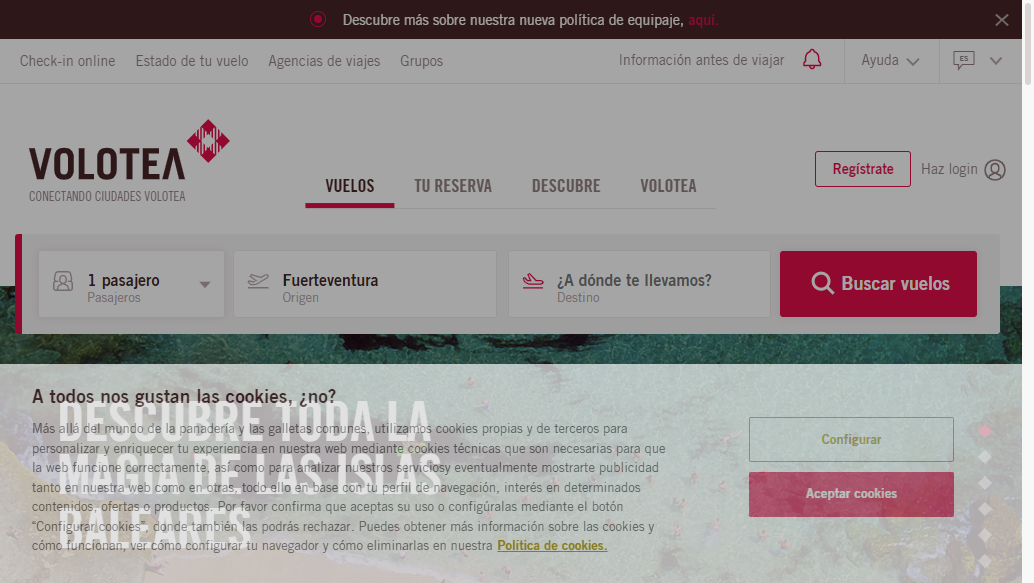 Descubre más sobre nuestra nueva política de equipaje, aquí.
Check-in online Estado de tu vuelo Agencias de viajes Grupos Información antes de viajar Ayuda ES
VOLOTEA
CONECTANDO CIUDADES VOLOTEA
VUELOS TU RESERVA DESCUBRE VOLOTEA
Regístrate Haz login
1 pasajero
Pasajeros
Fuerteventura
Origen
¿A dónde te llevamos?
Destino
Buscar vuelos
DESCUBRE TODA LA
MAGIA DE LAS ISLAS
BALEARES
A todos nos gustan las cookies, ¿no?
Más allá del mundo de la panadería y las galletas comunes, utilizamos cookies propias y de terceros para
personalizar y enriquecer tu experiencia en nuestra web mediante cookies técnicas que son necesarias para que
la web funcione correctamente, así como para analizar nuestros serviciosy eventualmente mostrarte publicidad
tanto en nuestra web como en otras, todo ello en base con tu perfil de navegación, interés en determinados
contenidos, ofertas o productos. Por favor confirma que aceptas su uso o configúralas mediante el botón
“Configurar cookies”, donde también las podrás rechazar. Puedes obtener más información sobre las cookies y
cómo funcionan, ver cómo configurar tu navegador y cómo eliminarlas en nuestra Política de cookies.
Configurar
Aceptar cookies